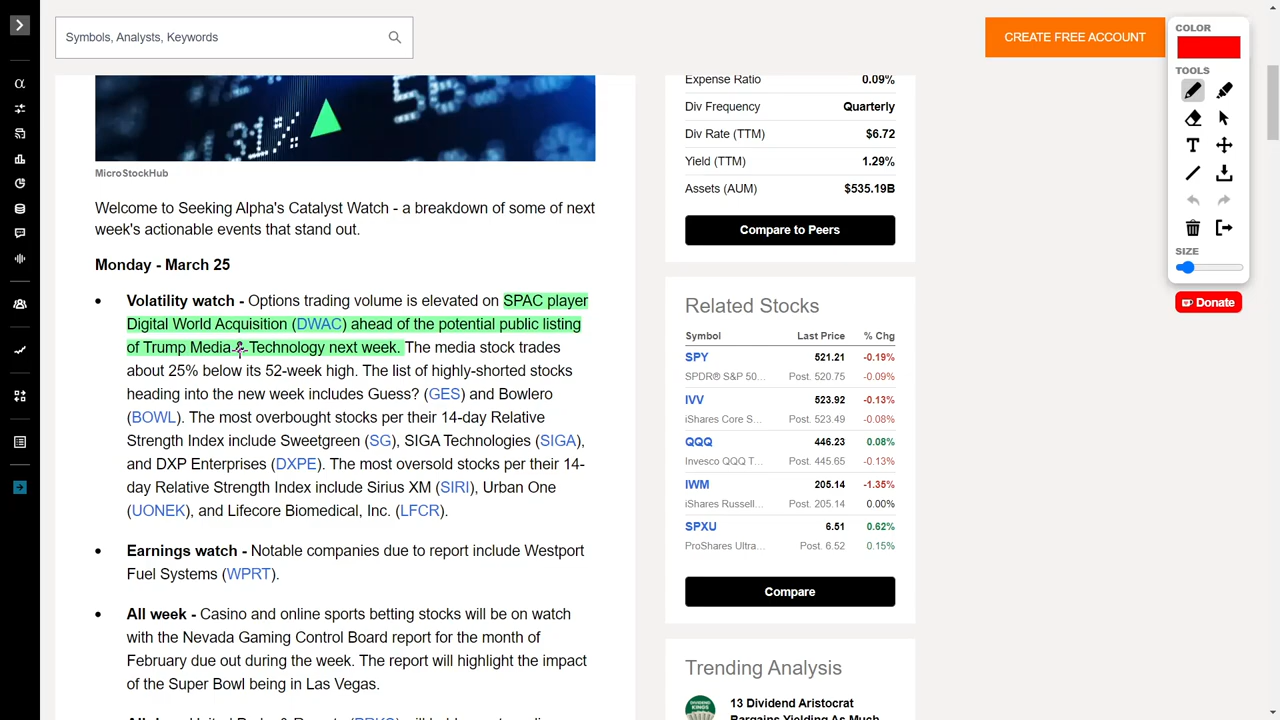 Symbols, Analysts, Keywords
CREATE FREE ACCOUNT
COLOR
TOOLS
SIZE
Donate
MicroStockHub
Welcome to Seeking Alpha's Catalyst Watch - a breakdown of some of next
week's actionable events that stand out.
Monday - March 25
• Volatility watch - Options trading volume is elevated on SPAC player
Digital World Acquisition (DWAC) ahead of the potential public listing
of Trump Media & Technology next week. The media stock trades
about 25% below its 52-week high. The list of highly-shorted stocks
heading into the new week includes Guess? (GES) and Bowlero
(BOWL). The most overbought stocks per their 14-day Relative
Strength Index include Sweetgreen (SG), SIGA Technologies (SIGA),
and DXP Enterprises (DXPE). The most oversold stocks per their 14-
day Relative Strength Index include Sirius XM (SIRI), Urban One
(UONEK), and Lifecore Biomedical, Inc. (LFCR).
• Earnings watch - Notable companies due to report include Westport
Fuel Systems (WPRT).
• All week - Casino and online sports betting stocks will be on watch
with the Nevada Gaming Control Board report for the month of
February due out during the week. The report will highlight the impact
of the Super Bowl being in Las Vegas.
Expense Ratio 0.09%
Div Frequency Quarterly
Div Rate (TTM) $6.72
Yield (TTM) 1.29%
Assets (AUM) $535.19B
Compare to Peers
Related Stocks
Symbol Last Price % Chg
SPY 521.21 -0.19%
SPDR® S&P 50... Post. 520.75 -0.09%
IVV 523.92 -0.13%
iShares Core S... Post. 523.49 -0.08%
QQQ 446.23 0.08%
Invesco QQQ T... Post. 445.65 -0.13%
IWM 205.14 -1.35%
iShares Russell... Post. 205.14 0.00%
SPXU 6.51 0.62%
ProShares Ultra... Post. 6.52 0.15%
Compare
Trending Analysis
13 Dividend Aristocrat
Bargains Yielding As Much